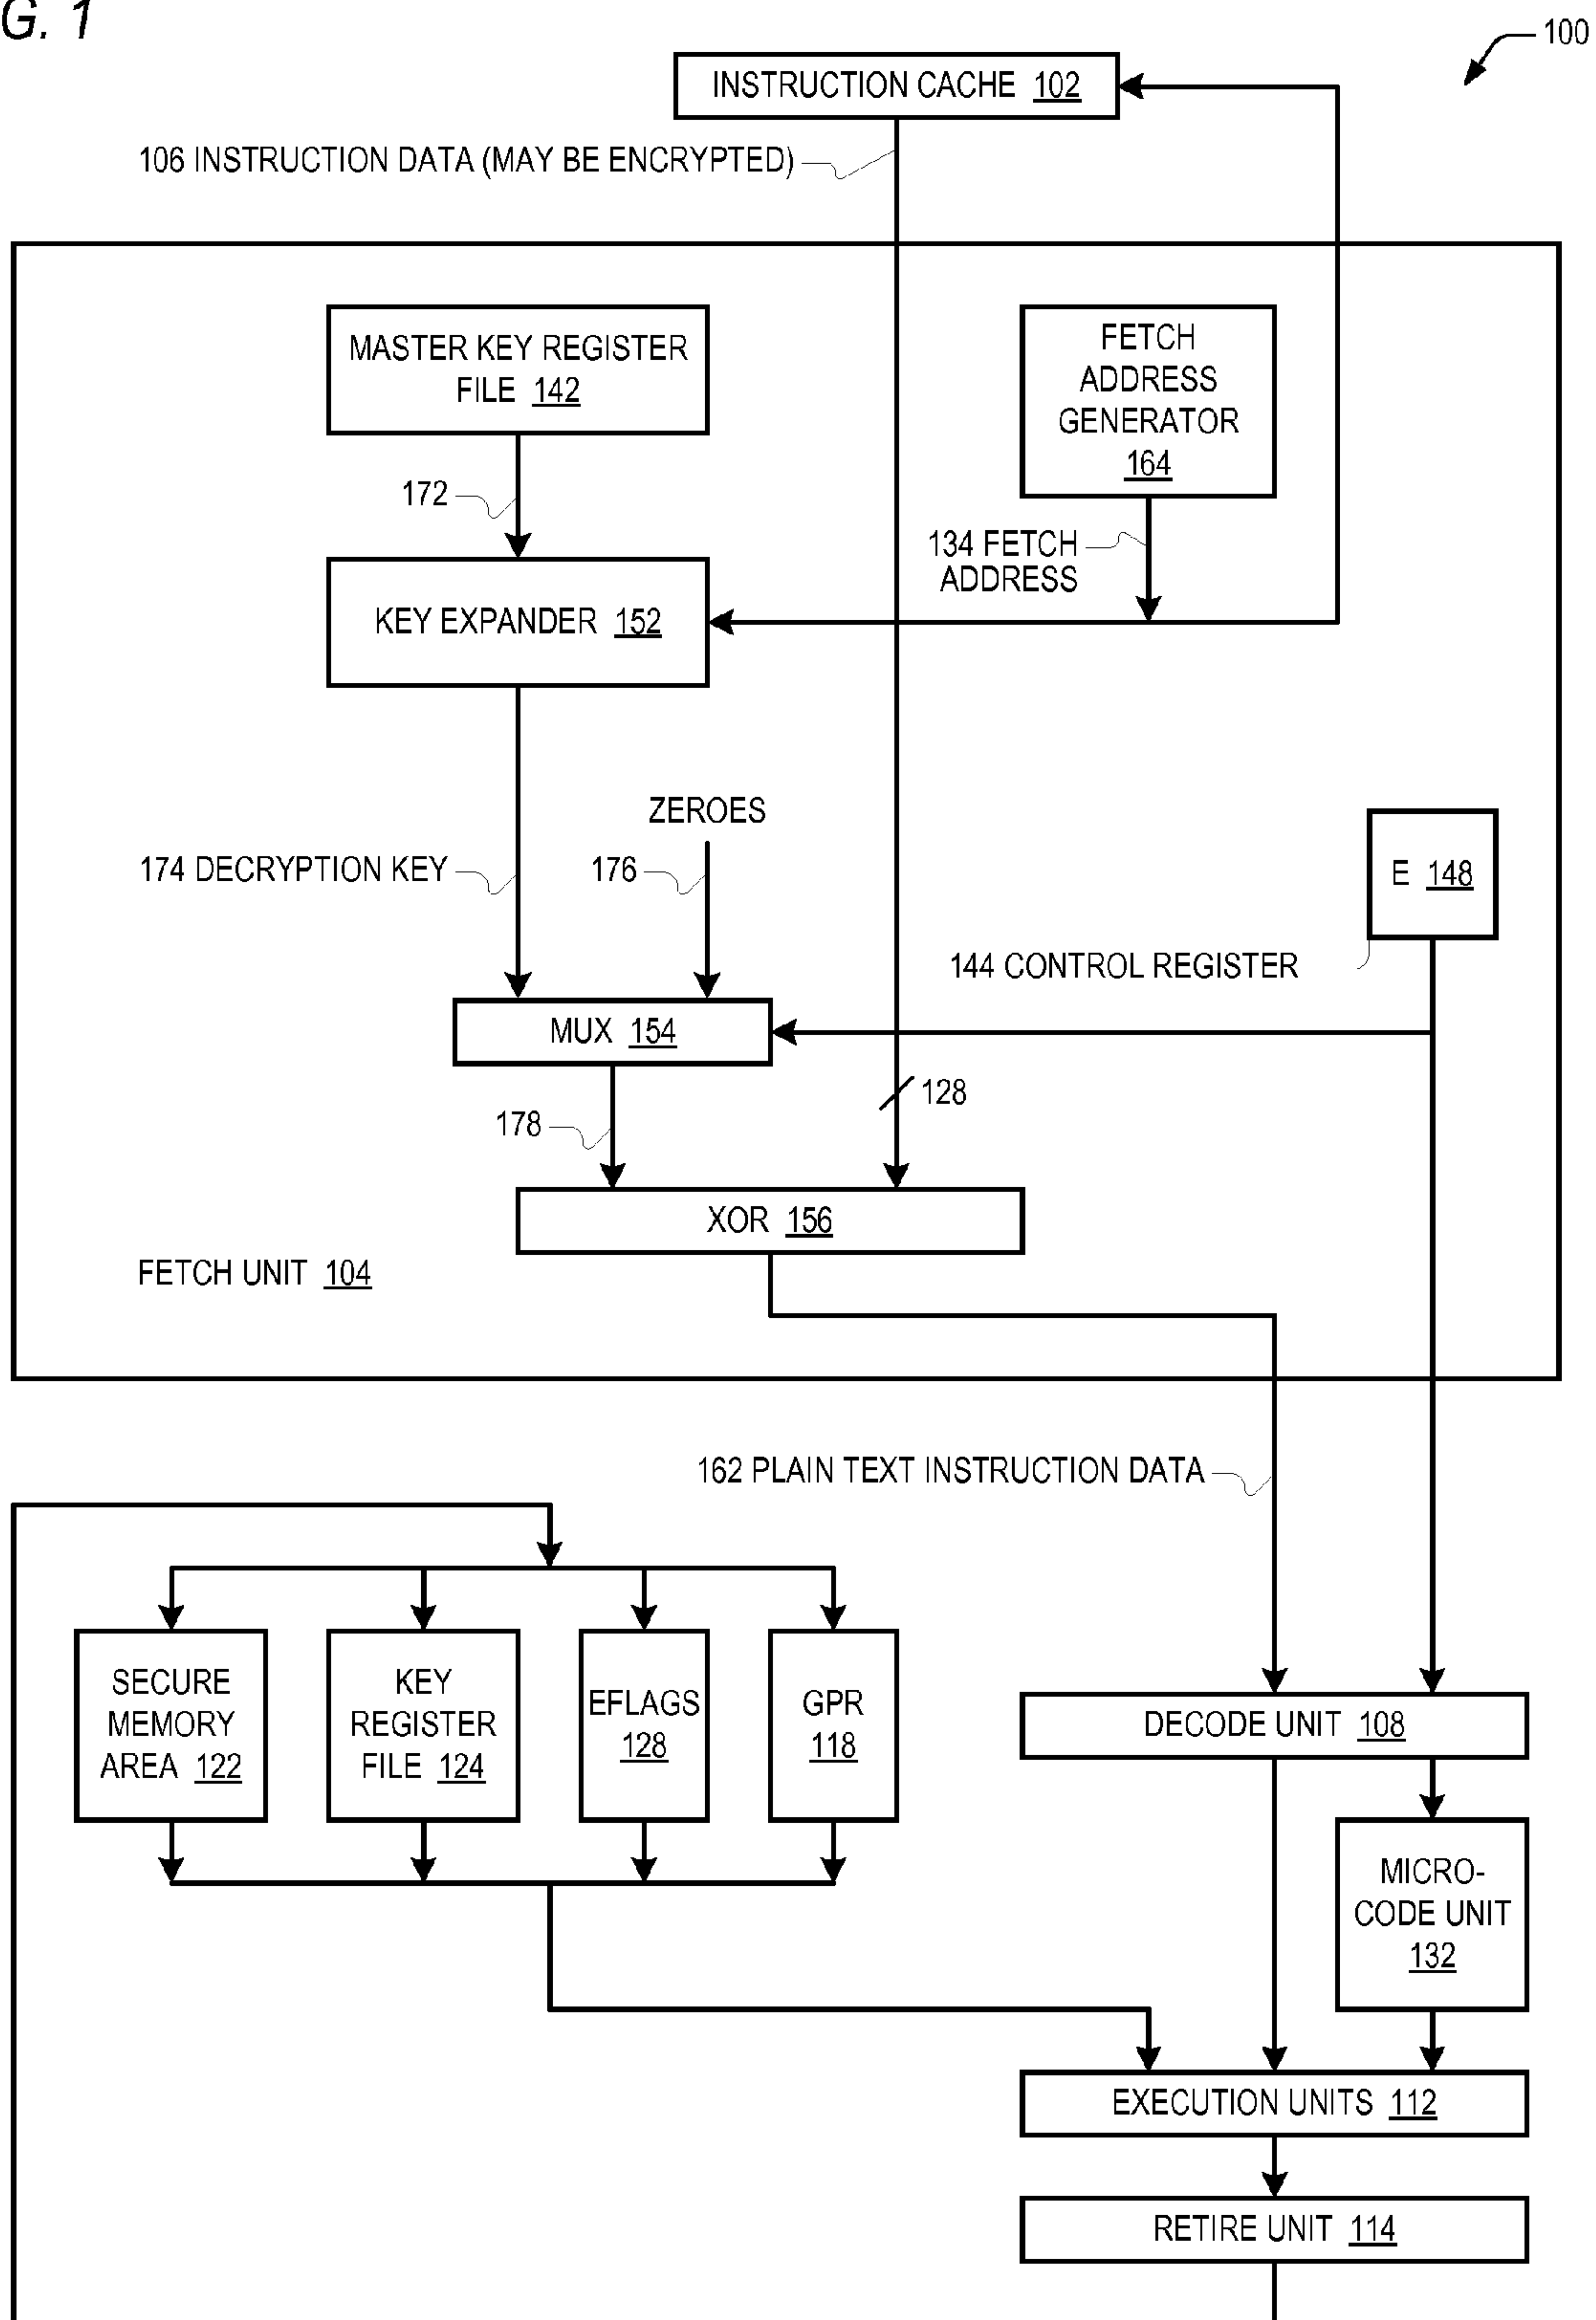 G. 1
100
INSTRUCTION CACHE 102
106 INSTRUCTION DATA (MAY BE ENCRYPTED)
MASTER KEY REGISTER
FILE 142
FETCH
ADDRESS
GENERATOR
164
172
134 FETCH
ADDRESS
KEY EXPANDER 152
ZEROES
174 DECRYPTION KEY
176
E 148
144 CONTROL REGISTER
MUX 154
128
178
XOR 156
FETCH UNIT 104
162 PLAIN TEXT INSTRUCTION DATA
SECURE
MEMORY
AREA 122
KEY
REGISTER
FILE 124
EFLAGS
128
GPR
118
DECODE UNIT 108
MICRO-
CODE UNIT
132
EXECUTION UNITS 112
RETIRE UNIT 114